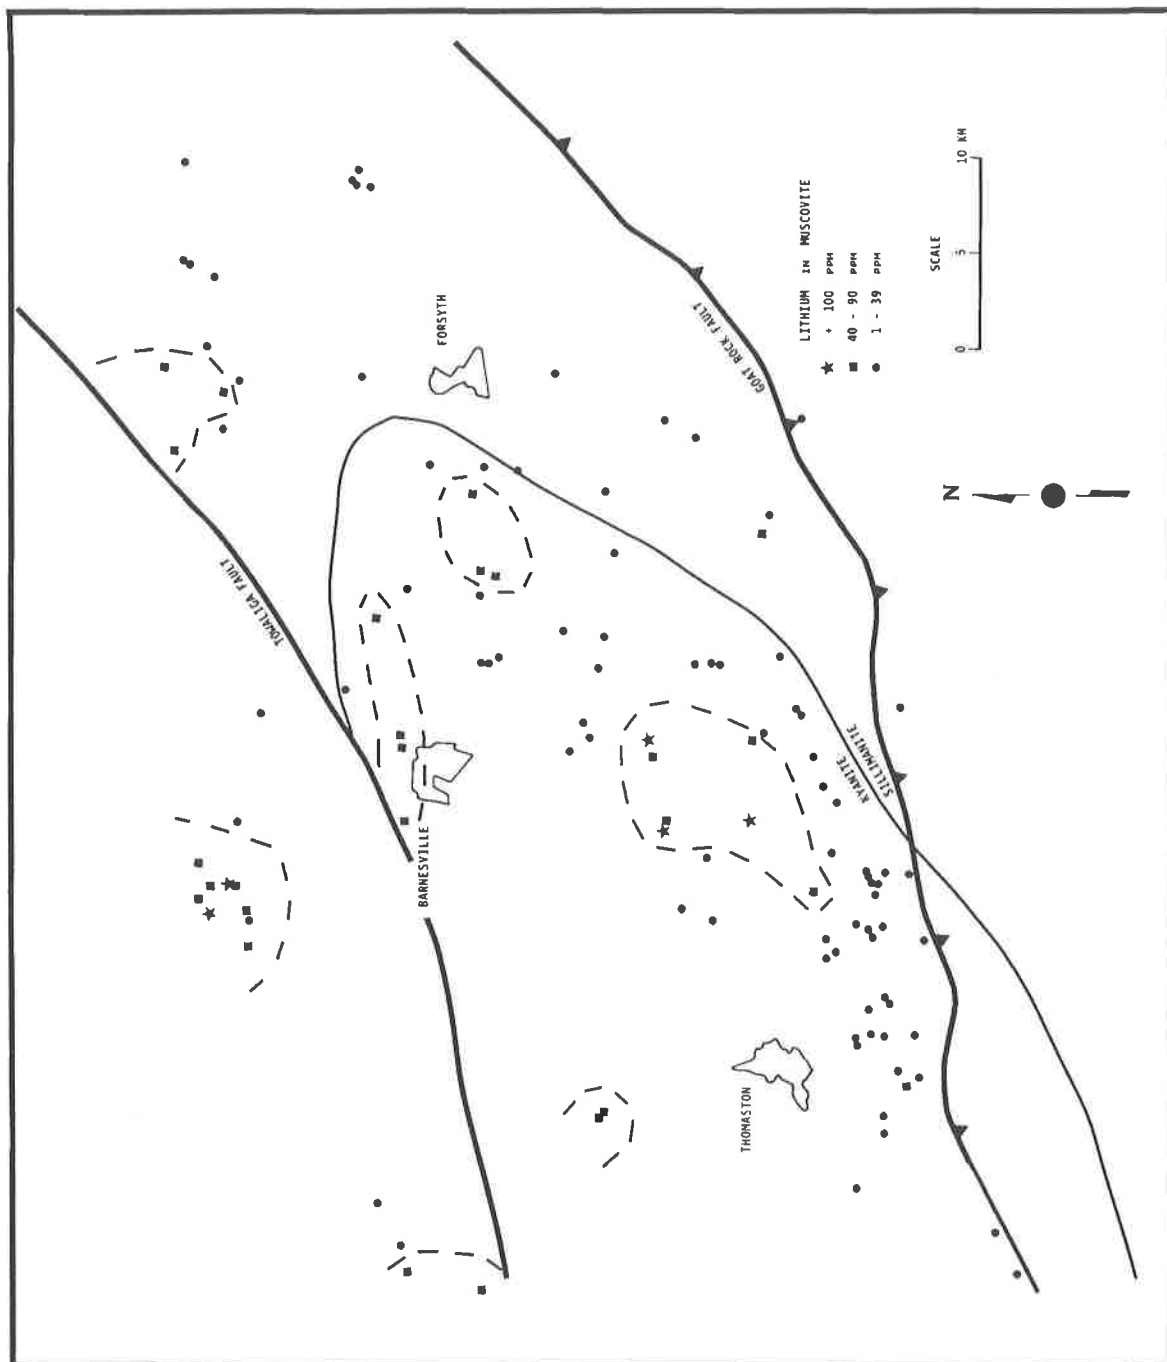 TOWALIGA FAULT
FORSYTH
GOAT ROCK FAULT
BARNESVILLE
KYANITE
SILLIMANITE
THOMASTON
LITHIUM IN MUSCOVITE
+ 100 PPM
40 - 90 PPM
1 - 39 PPM
SCALE
0 5 10 KM
N